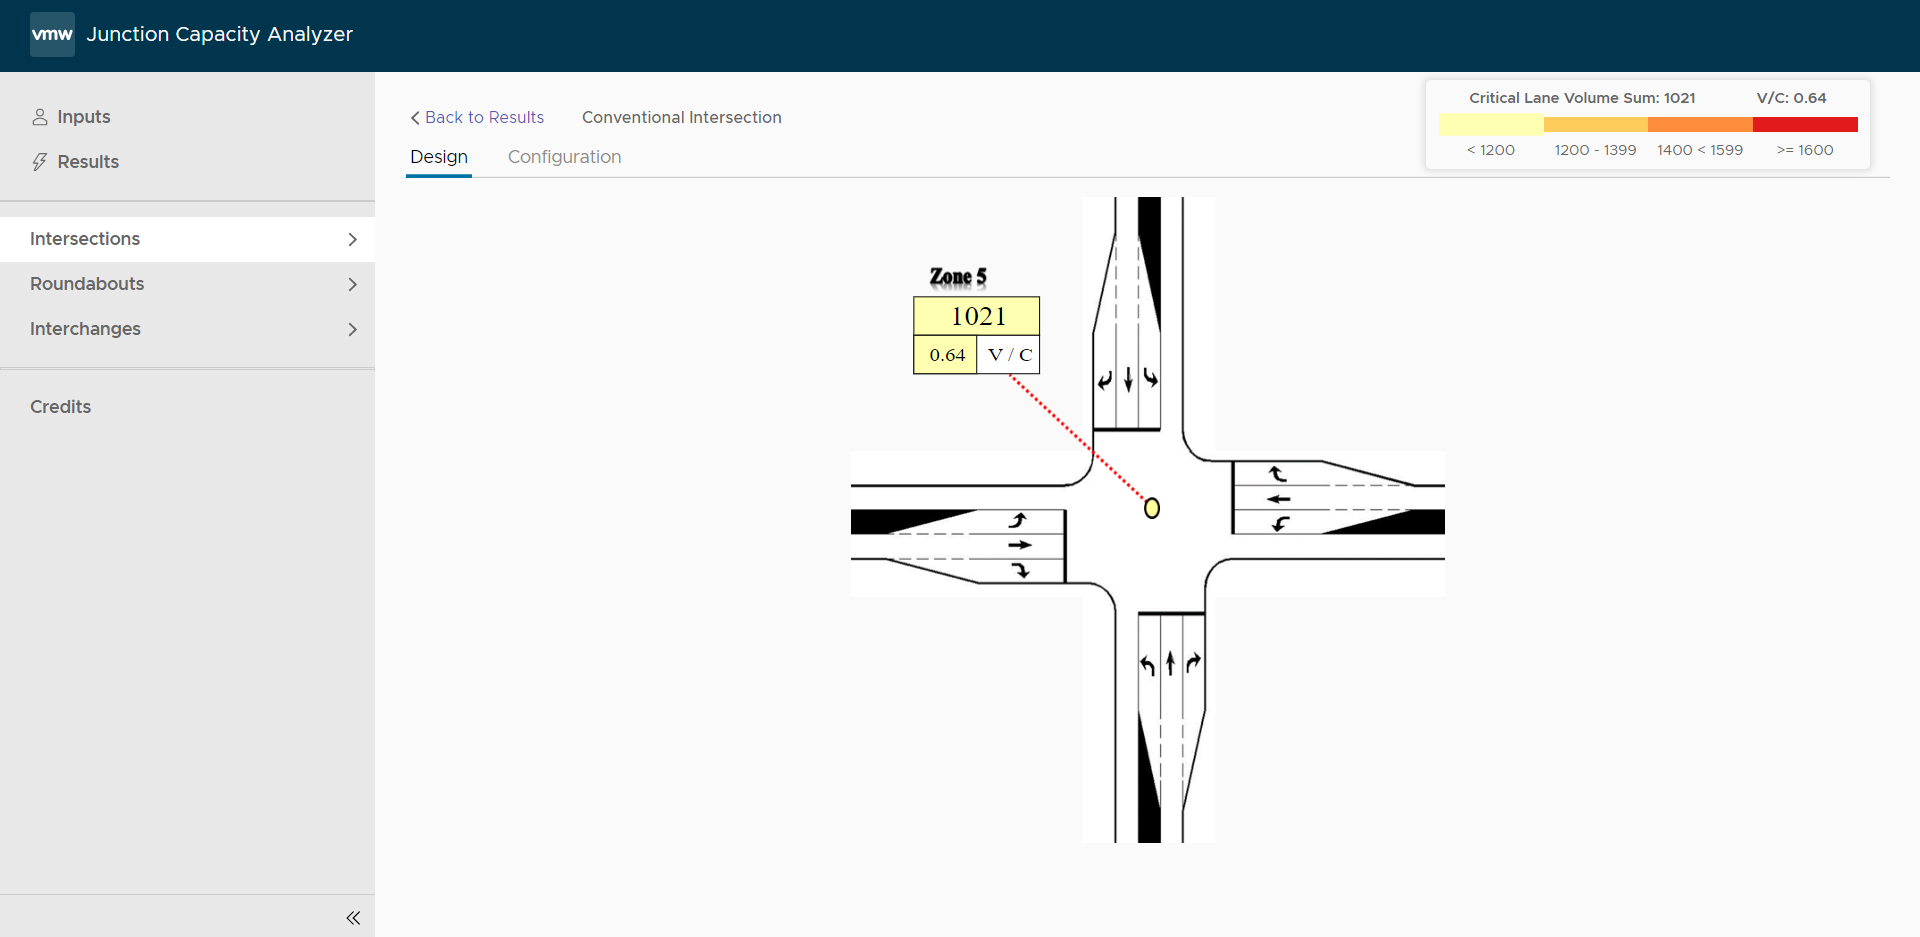 vmw Junction Capacity Analyzer
Inputs
Results
Intersections
Roundabouts
Interchanges
Credits
Back to Results Conventional Intersection
Design Configuration
Critical Lane Volume Sum: 1021 V/C: 0.64
< 1200 1200 - 1399 1400 < 1599 >= 1600
Zone 5
1021
0.64 V / C